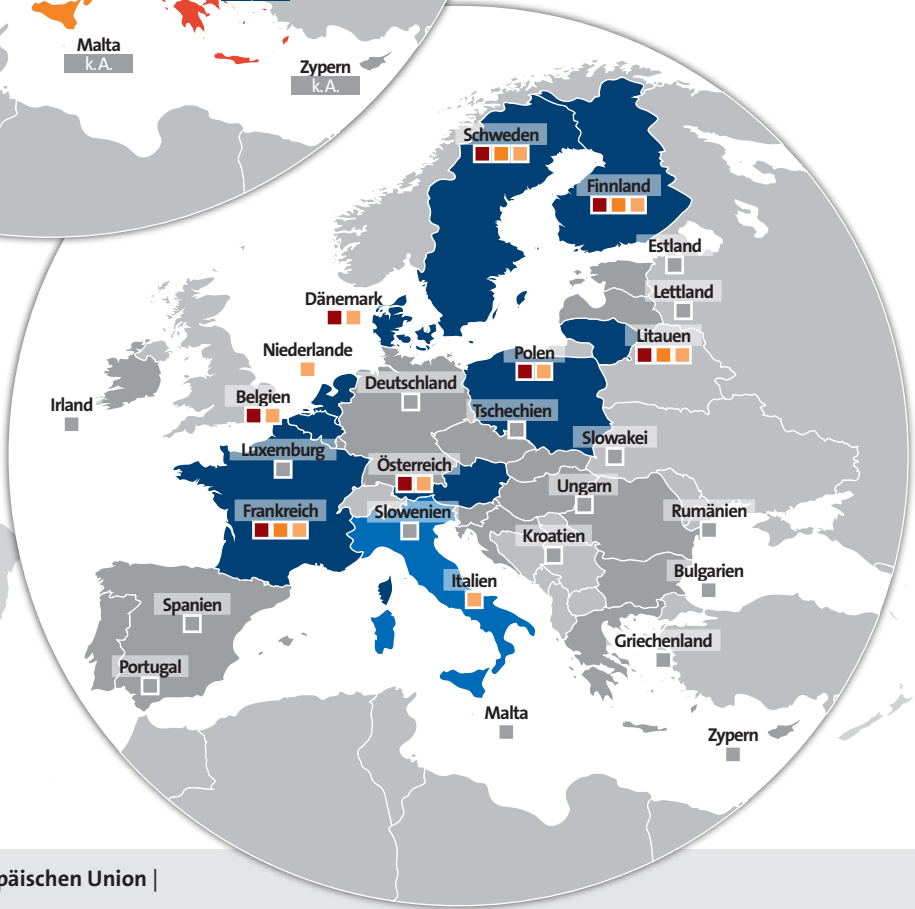 Malta
k.A.
Zypern
k.A.
Schweden
Finnland
Estland
Lettland
Dänemark
Litauen
Niederlande
Polen
Deutschland
Belgien
Irland
Tschechien
Slowakei
Luxemburg
Österreich
Ungarn
Frankreich
Slowenien
Rumänien
Kroatien
Bulgarien
Italien
Spanien
Griechenland
Portugal
Malta
Zypern
päischen Union |